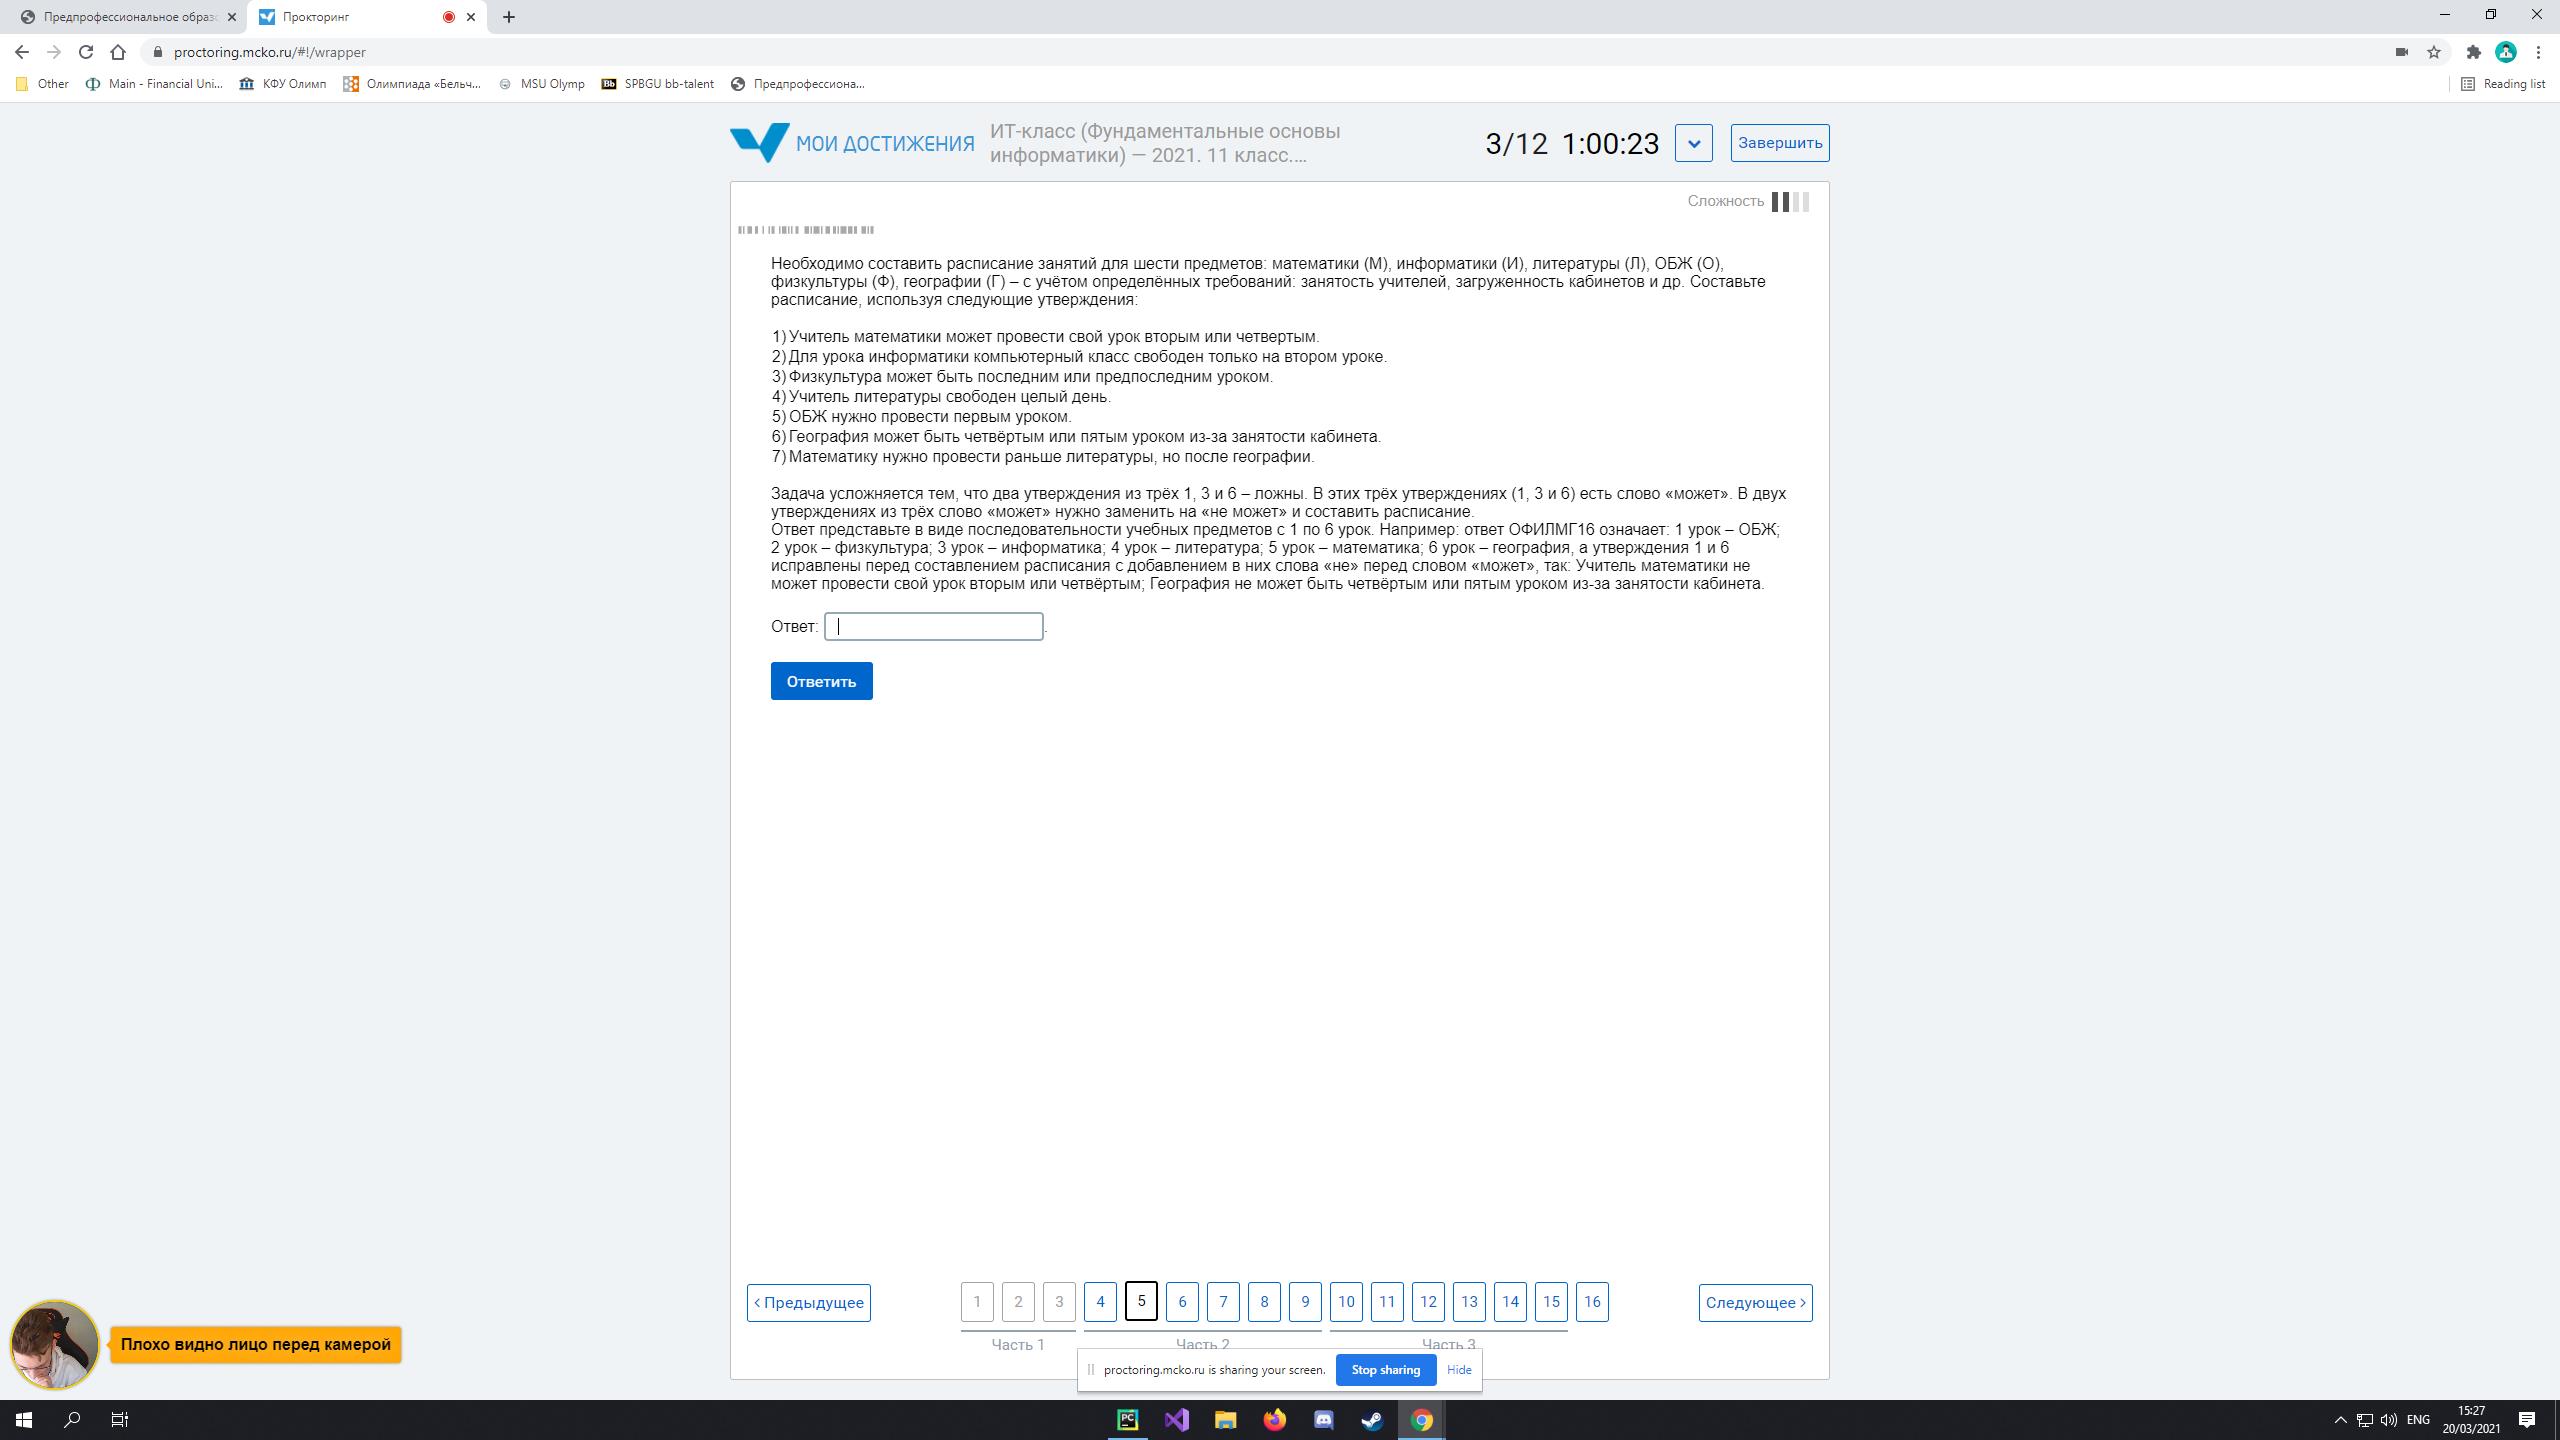 Предпрофессиональное образо
Прокторинг
proctoring.mcko.ru/#!/wrapper
Other
Main - Financial Uni...
КФУ Олимп
Олимпиада «Бельч...
MSU Olymp
Bb
SPBGU bb-talent
Предпрофессиона...
Reading list
МОИ ДОСТИЖЕНИЯ
ИТ-класс (Фундаментальные основы
информатики) — 2021. 11 класс....
3/12 1:00:23
Завершить
Сложность
Необходимо составить расписание занятий для шести предметов: математики (М), информатики (И), литературы (Л), ОБЖ (О),
физкультуры (Ф), географии (Г) – с учётом определённых требований: занятость учителей, загруженность кабинетов и др. Составьте
расписание, используя следующие утверждения:
1) Учитель математики может провести свой урок вторым или четвертым.
2) Для урока информатики компьютерный класс свободен только на втором уроке.
3) Физкультура может быть последним или предпоследним уроком.
4) Учитель литературы свободен целый день.
5) ОБЖ нужно провести первым уроком.
6) География может быть четвёртым или пятым уроком из-за занятости кабинета.
7) Математику нужно провести раньше литературы, но после географии.
Задача усложняется тем, что два утверждения из трёх 1, 3 и 6 – ложны. В этих трёх утверждениях (1, 3 и 6) есть слово «может». В двух
утверждениях из трёх слово «может» нужно заменить на «не может» и составить расписание.
Ответ представьте в виде последовательности учебных предметов с 1 по 6 урок. Например: ответ ОФИЛМГ16 означает: 1 урок – ОБЖ;
2 урок – физкультура; 3 урок – информатика; 4 урок – литература; 5 урок – математика; 6 урок – география, а утверждения 1 и 6
исправлены перед составлением расписания с добавлением в них слова «не» перед словом «может», так: Учитель математики не
может провести свой урок вторым или четвёртым; География не может быть четвёртым или пятым уроком из-за занятости кабинета.
Ответ: .
Ответить
Предыдущее
1 2 3 4 5 6 7 8 9 10 11 12 13 14 15 16
Следующее
Часть 1
Часть 2
Часть 3
Плохо видно лицо перед камерой
proctoring.mcko.ru is sharing your screen.
Stop sharing
Hide
PC
ENG
15:27
20/03/2021